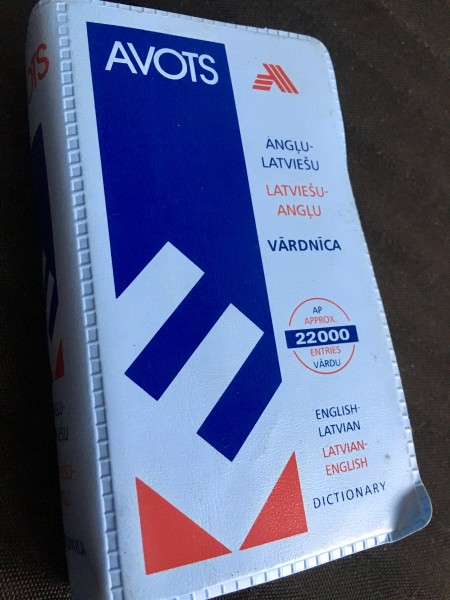 AVOTS
ANGĻU-
LATVIEŠU
LATVIEŠU-
ANGĻU
VĀRDNĪCA
AP
APPROX.
22000
ENTRIES
VĀRDU
ENGLISH-
LATVIAN
LATVIAN-
ENGLISH
DICTIONARY